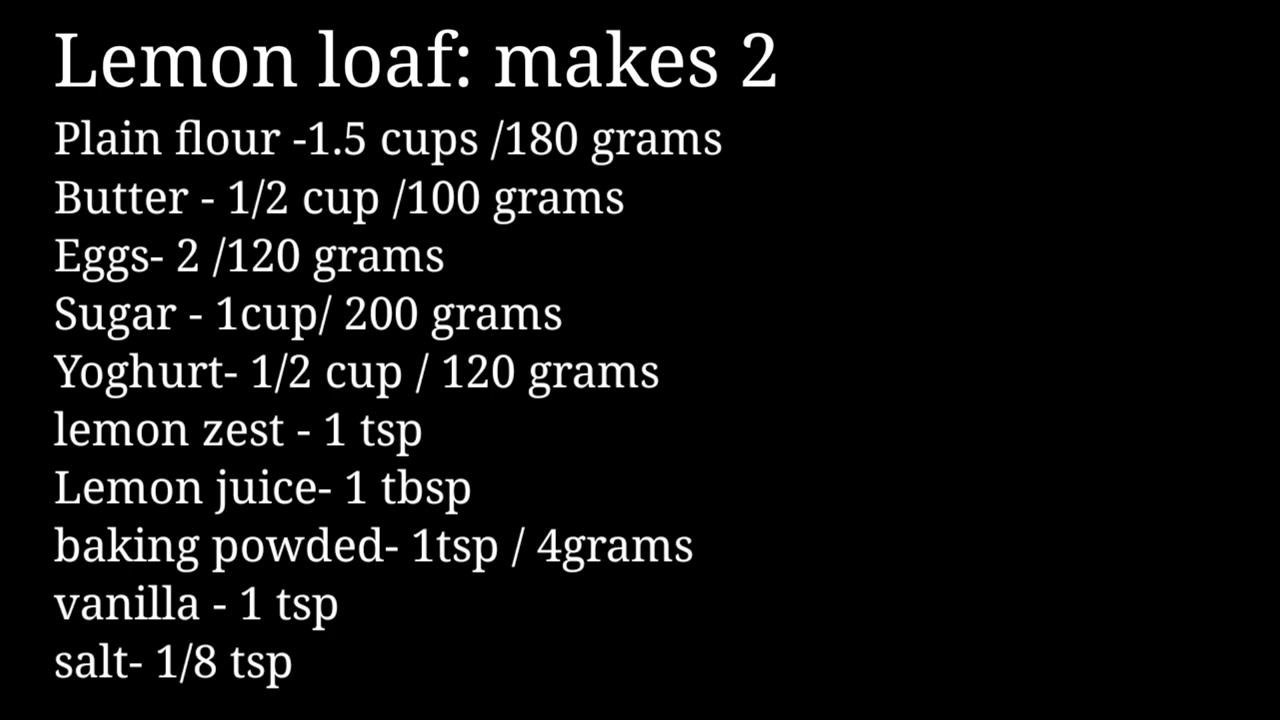 Lemon loaf: makes 2
Plain flour -1.5 cups /180 grams
Butter - 1/2 cup /100 grams
Eggs- 2 /120 grams
Sugar - 1cup/ 200 grams
Yoghurt- 1/2 cup / 120 grams
lemon zest - 1 tsp
Lemon juice- 1 tbsp
baking powded- 1tsp / 4grams
vanilla - 1 tsp
salt- 1/8 tsp